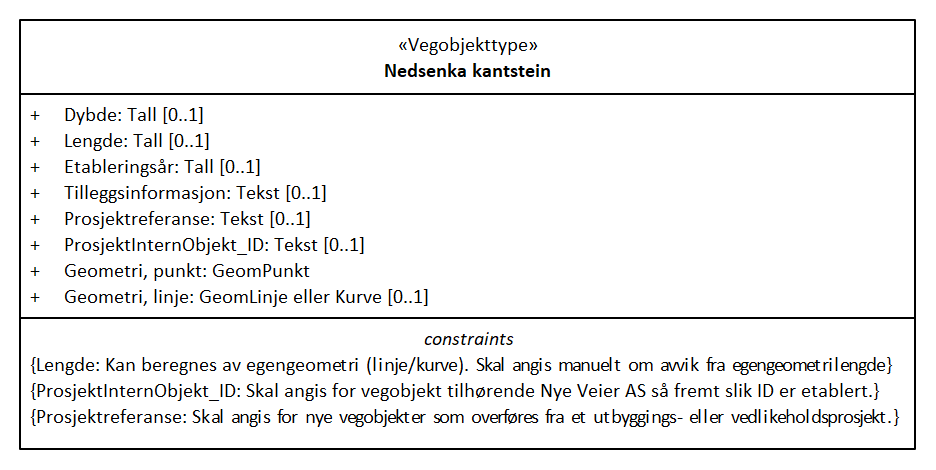 «Vegobjekttype»
Nedsenka kantstein
+ Dybde: Tall [0..1]
+ Lengde: Tall [0..1]
+ Etableringsår: Tall [0..1]
+ Tilleggsinformasjon: Tekst [0..1]
+ Prosjektreferanse: Tekst [0..1]
+ ProsjektInternObjekt_ID: Tekst [0..1]
+ Geometri, punkt: GeomPunkt
+ Geometri, linje: GeomLinje eller Kurve [0..1]
constraints
{Lengde: Kan beregnes av egengeometri (linje/kurve). Skal angis manuelt om avvik fra egengeometrilengde}
{ProsjektInternObjekt_ID: Skal angis for vegobjekt tilhørende Nye Veier AS så fremt slik ID er etablert.}
{Prosjektreferanse: Skal angis for nye vegobjekter som overføres fra et utbyggings- eller vedlikeholdsprosjekt.}